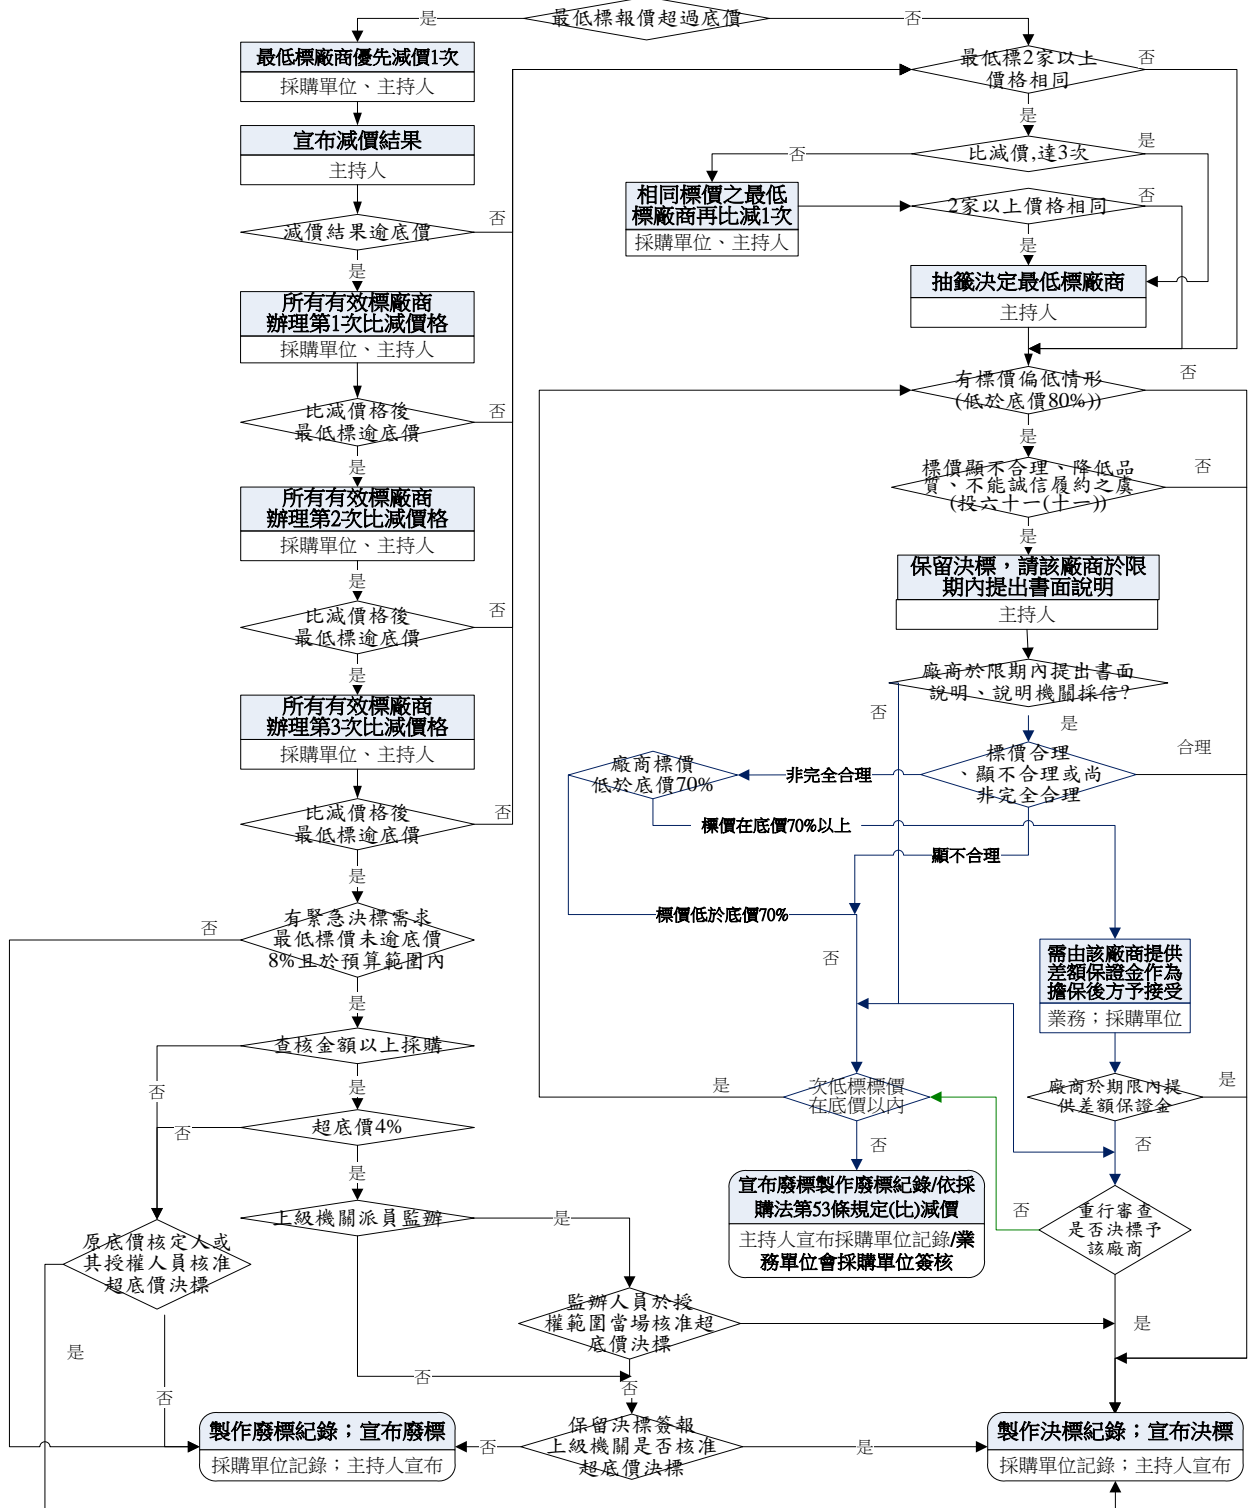 最低標報價超過底價
是
否
最低標廠商優先減價1次
採購單位、主持人
宣布減價結果
主持人
減價結果逾底價
否
是
所有有效標廠商
辦理第1次比減價格
採購單位、主持人
比減價格後
最低標逾底價
否
是
所有有效標廠商
辦理第2次比減價格
採購單位、主持人
比減價格後
最低標逾底價
否
是
所有有效標廠商
辦理第3次比減價格
採購單位、主持人
比減價格後
最低標逾底價
否
是
有緊急決標需求
最低標價未逾底價
8%且於預算範圍內
否
是
查核金額以上採購
否
是
超底價4%
否
是
上級機關派員監辦
是
否
原底價核定人或
其授權人員核准
超底價決標
是
否
監辦人員於授
權範圍當場核准超
底價決標
是
否
保留決標簽報
上級機關是否核准
超底價決標
否
是
製作廢標紀錄；宣布廢標
採購單位記錄；主持人宣布
最低標2家以上
價格相同
否
是
比減價,達3次
否
是
相同標價之最低
標廠商再比減1次
採購單位、主持人
2家以上價格相同
否
是
抽籤決定最低標廠商
主持人
有標價偏低情形
(低於底價80%))
否
是
標價顯不合理、降低品
質、不能誠信履約之虞
(投六十一(十一))
否
是
保留決標，請該廠商於限
期內提出書面說明
主持人
廠商於限期內提出書面
說明、說明機關採信?
否
是
標價合理
、顯不合理或尚
非完全合理
合理
非完全合理
顯不合理
廠商標價
低於底價70%
標價在底價70%以上
標價低於底價70%
否
需由該廠商提供
差額保證金作為
擔保後方予接受
業務；採購單位
廠商於期限內提
供差額保證金
是
否
次低標標價
在底價以內
是
否
宣布廢標製作廢標紀錄/依採
購法第53條規定(比)減價
主持人宣布採購單位記錄/業
務單位會採購單位簽核
重行審查
是否決標予
該廠商
否
製作決標紀錄；宣布決標
採購單位記錄；主持人宣布